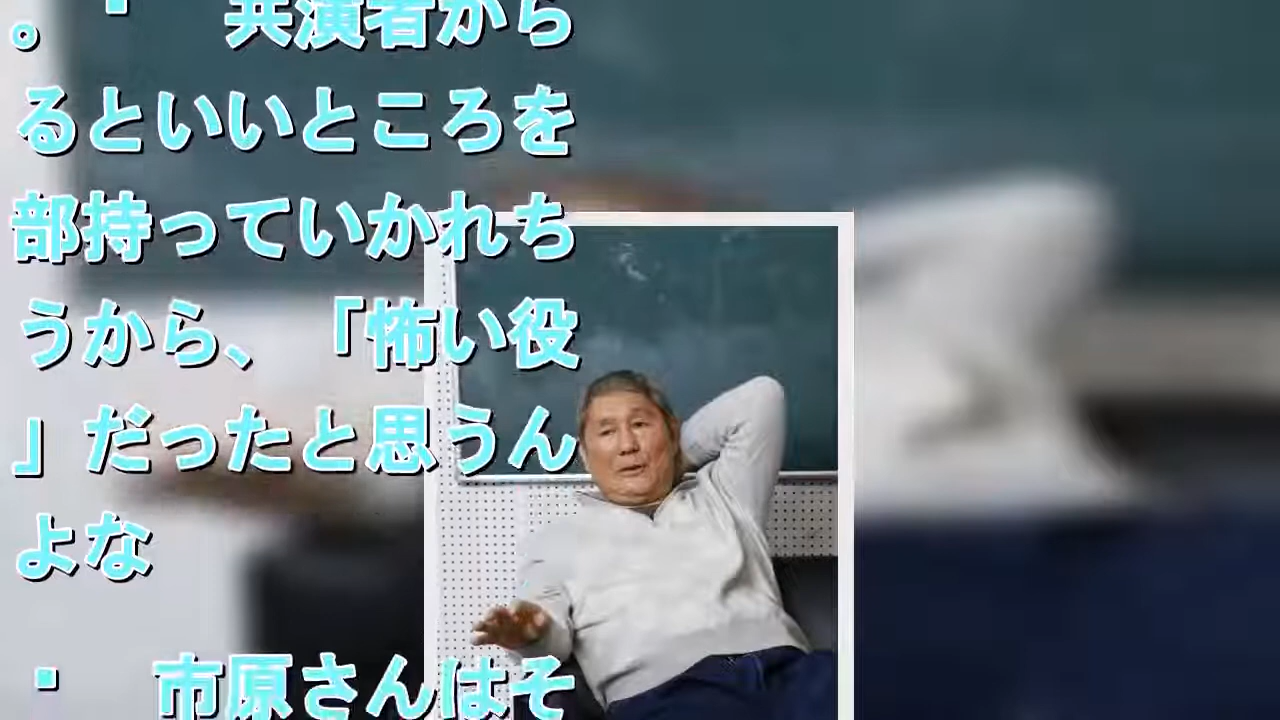 。 ・ 共演者から
るといいところを
部持っていかれち
うから、「怖い役
」だったと思うん
よな
・ 市原さんはそ